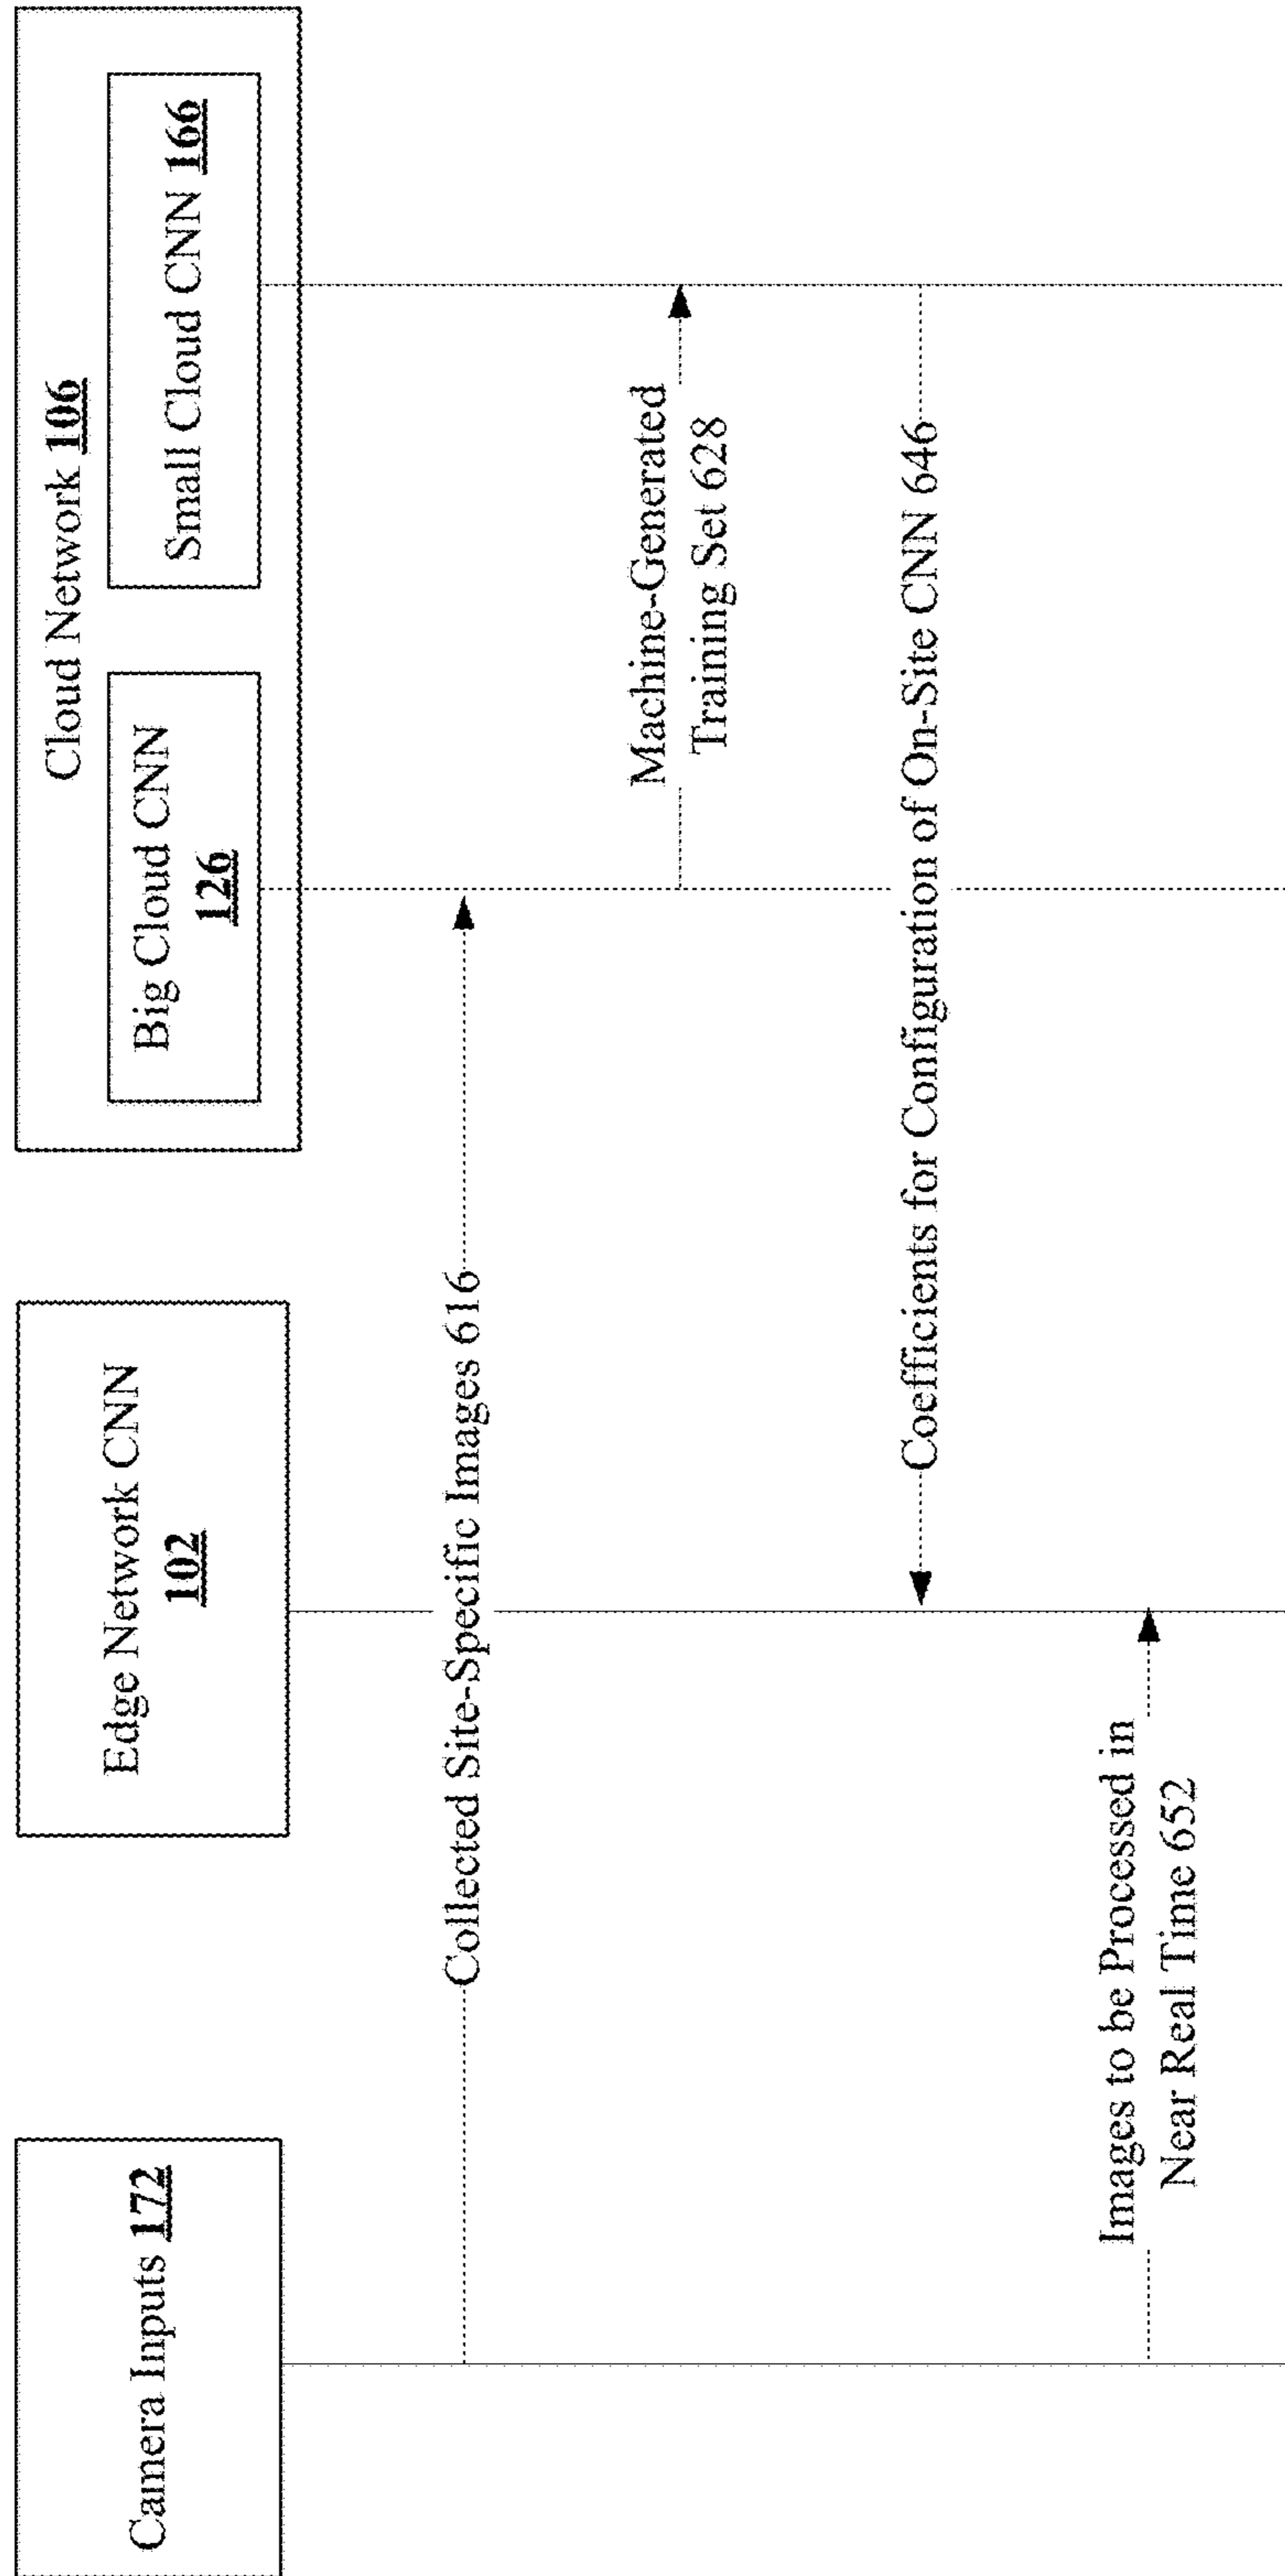 Camera Inputs 172
Edge Network CNN
102
Cloud Network 106
Big Cloud CNN
126
Small Cloud CNN 166
Collected Site-Specific Images 616
Machine-Generated
Training Set 628
Coefficients for Configuration of On-Site CNN 646
Images to be Processed in
Near Real Time 652